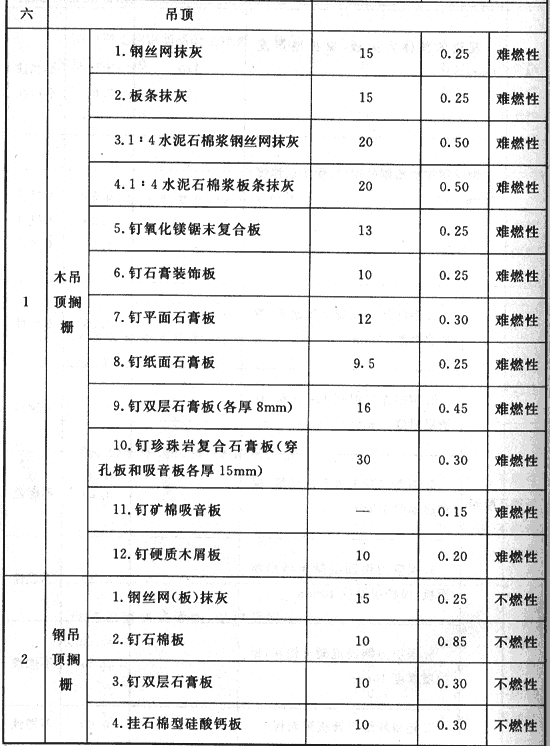 六 吊顶
1 木吊顶搁栅
1.钢丝网抹灰 15 0.25 难燃性
2.板条抹灰 15 0.25 难燃性
3.1∶4水泥石棉浆钢丝网抹灰 20 0.50 难燃性
4.1∶4水泥石棉浆板条抹灰 20 0.50 难燃性
5.钉氧化镁锯末复合板 13 0.25 难燃性
6.钉石膏装饰板 10 0.25 难燃性
7.钉平面石膏板 12 0.30 难燃性
8.钉纸面石膏板 9.5 0.25 难燃性
9.钉双层石膏板(各厚8mm) 16 0.45 难燃性
10.钉珍珠岩复合石膏板(穿
孔板和吸音板各厚15mm) 30 0.30 难燃性
11.钉矿棉吸音板 — 0.15 难燃性
12.钉硬质木屑板 10 0.20 难燃性
2 钢吊顶搁栅
1.钢丝网(板)抹灰 15 0.25 不燃性
2.钉石棉板 10 0.85 不燃性
3.钉双层石膏板 10 0.30 不燃性
4.挂石棉型硅酸钙板 10 0.30 不燃性